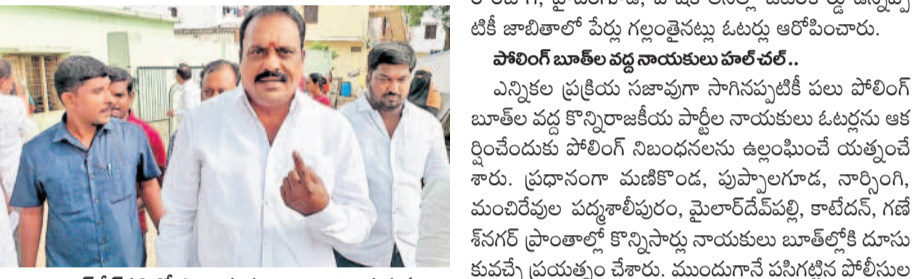 టికీ జాబితాలో పేర్లు గల్లంతైనట్లు ఓటర్లు ఆరోపించారు.
పోలింగ్ బూత్‌ల వద్ద నాయకులు హల్‌చల్..
ఎన్నికల ప్రక్రియ సజావుగా సాగినప్పటికీ పలు పోలింగ్
బూత్‌ల వద్ద కొన్నిరాజకీయ పార్టీల నాయకులు ఓటర్లను ఆక
ర్షించేందుకు పోలింగ్ నిబంధనలను ఉల్లంఘించే యత్నంచే
శారు. ప్రధానంగా మణికొండ, పుప్పాలగూడ, నార్సింగి,
మంచిరేవుల పద్మశాలీపురం, మైలార్‌దేవ్‌పల్లి, కాటేదన్, గణే
శ్‌నగర్ ప్రాంతాల్లో కొన్నిసార్లు నాయకులు బూత్‌ల్లోకి దూసు
కువచ్చే ప్రయత్నం చేశారు. ముందుగానే పసిగట్టిన పోలీసుల